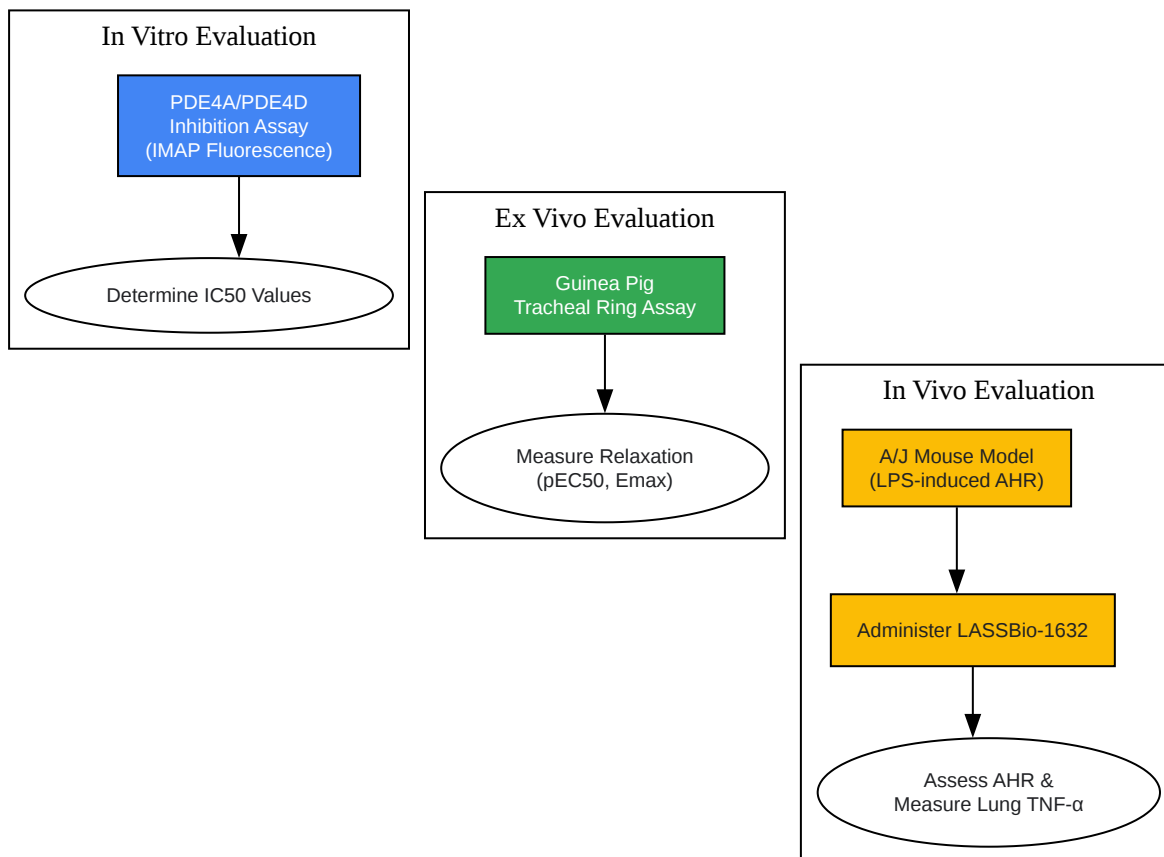 In Vitro Evaluation
PDE4A/PDE4D
Inhibition Assay
(IMAP Fluorescence)
Determine IC50 Values
Ex Vivo Evaluation
Guinea Pig
Tracheal Ring Assay
Measure Relaxation
(pEC50, Emax)
In Vivo Evaluation
A/J Mouse Model
(LPS-induced AHR)
Administer LASSBio-1632
Assess AHR &
Measure Lung TNF-α